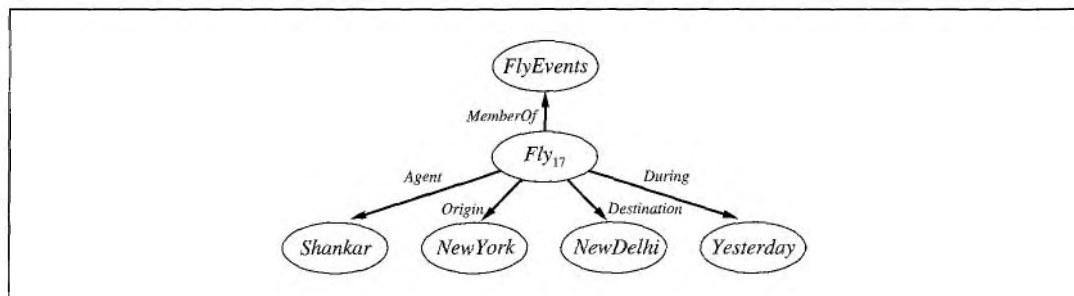 FlyEvents
MemberOf
Fly₁₇
Agent During
Origin Destination
Shankar NewYork NewDelhi Yesterday